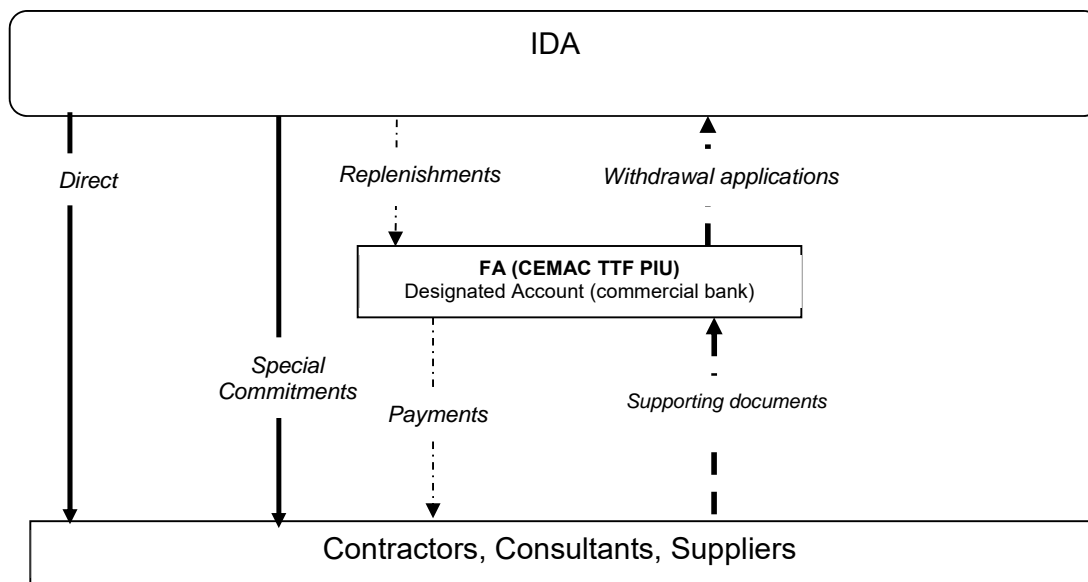 IDA
Direct
Replenishments
Withdrawal applications
FA (CEMAC TTF PIU)
Designated Account (commercial bank)
Special
Commitments
Payments
Supporting documents
Contractors, Consultants, Suppliers